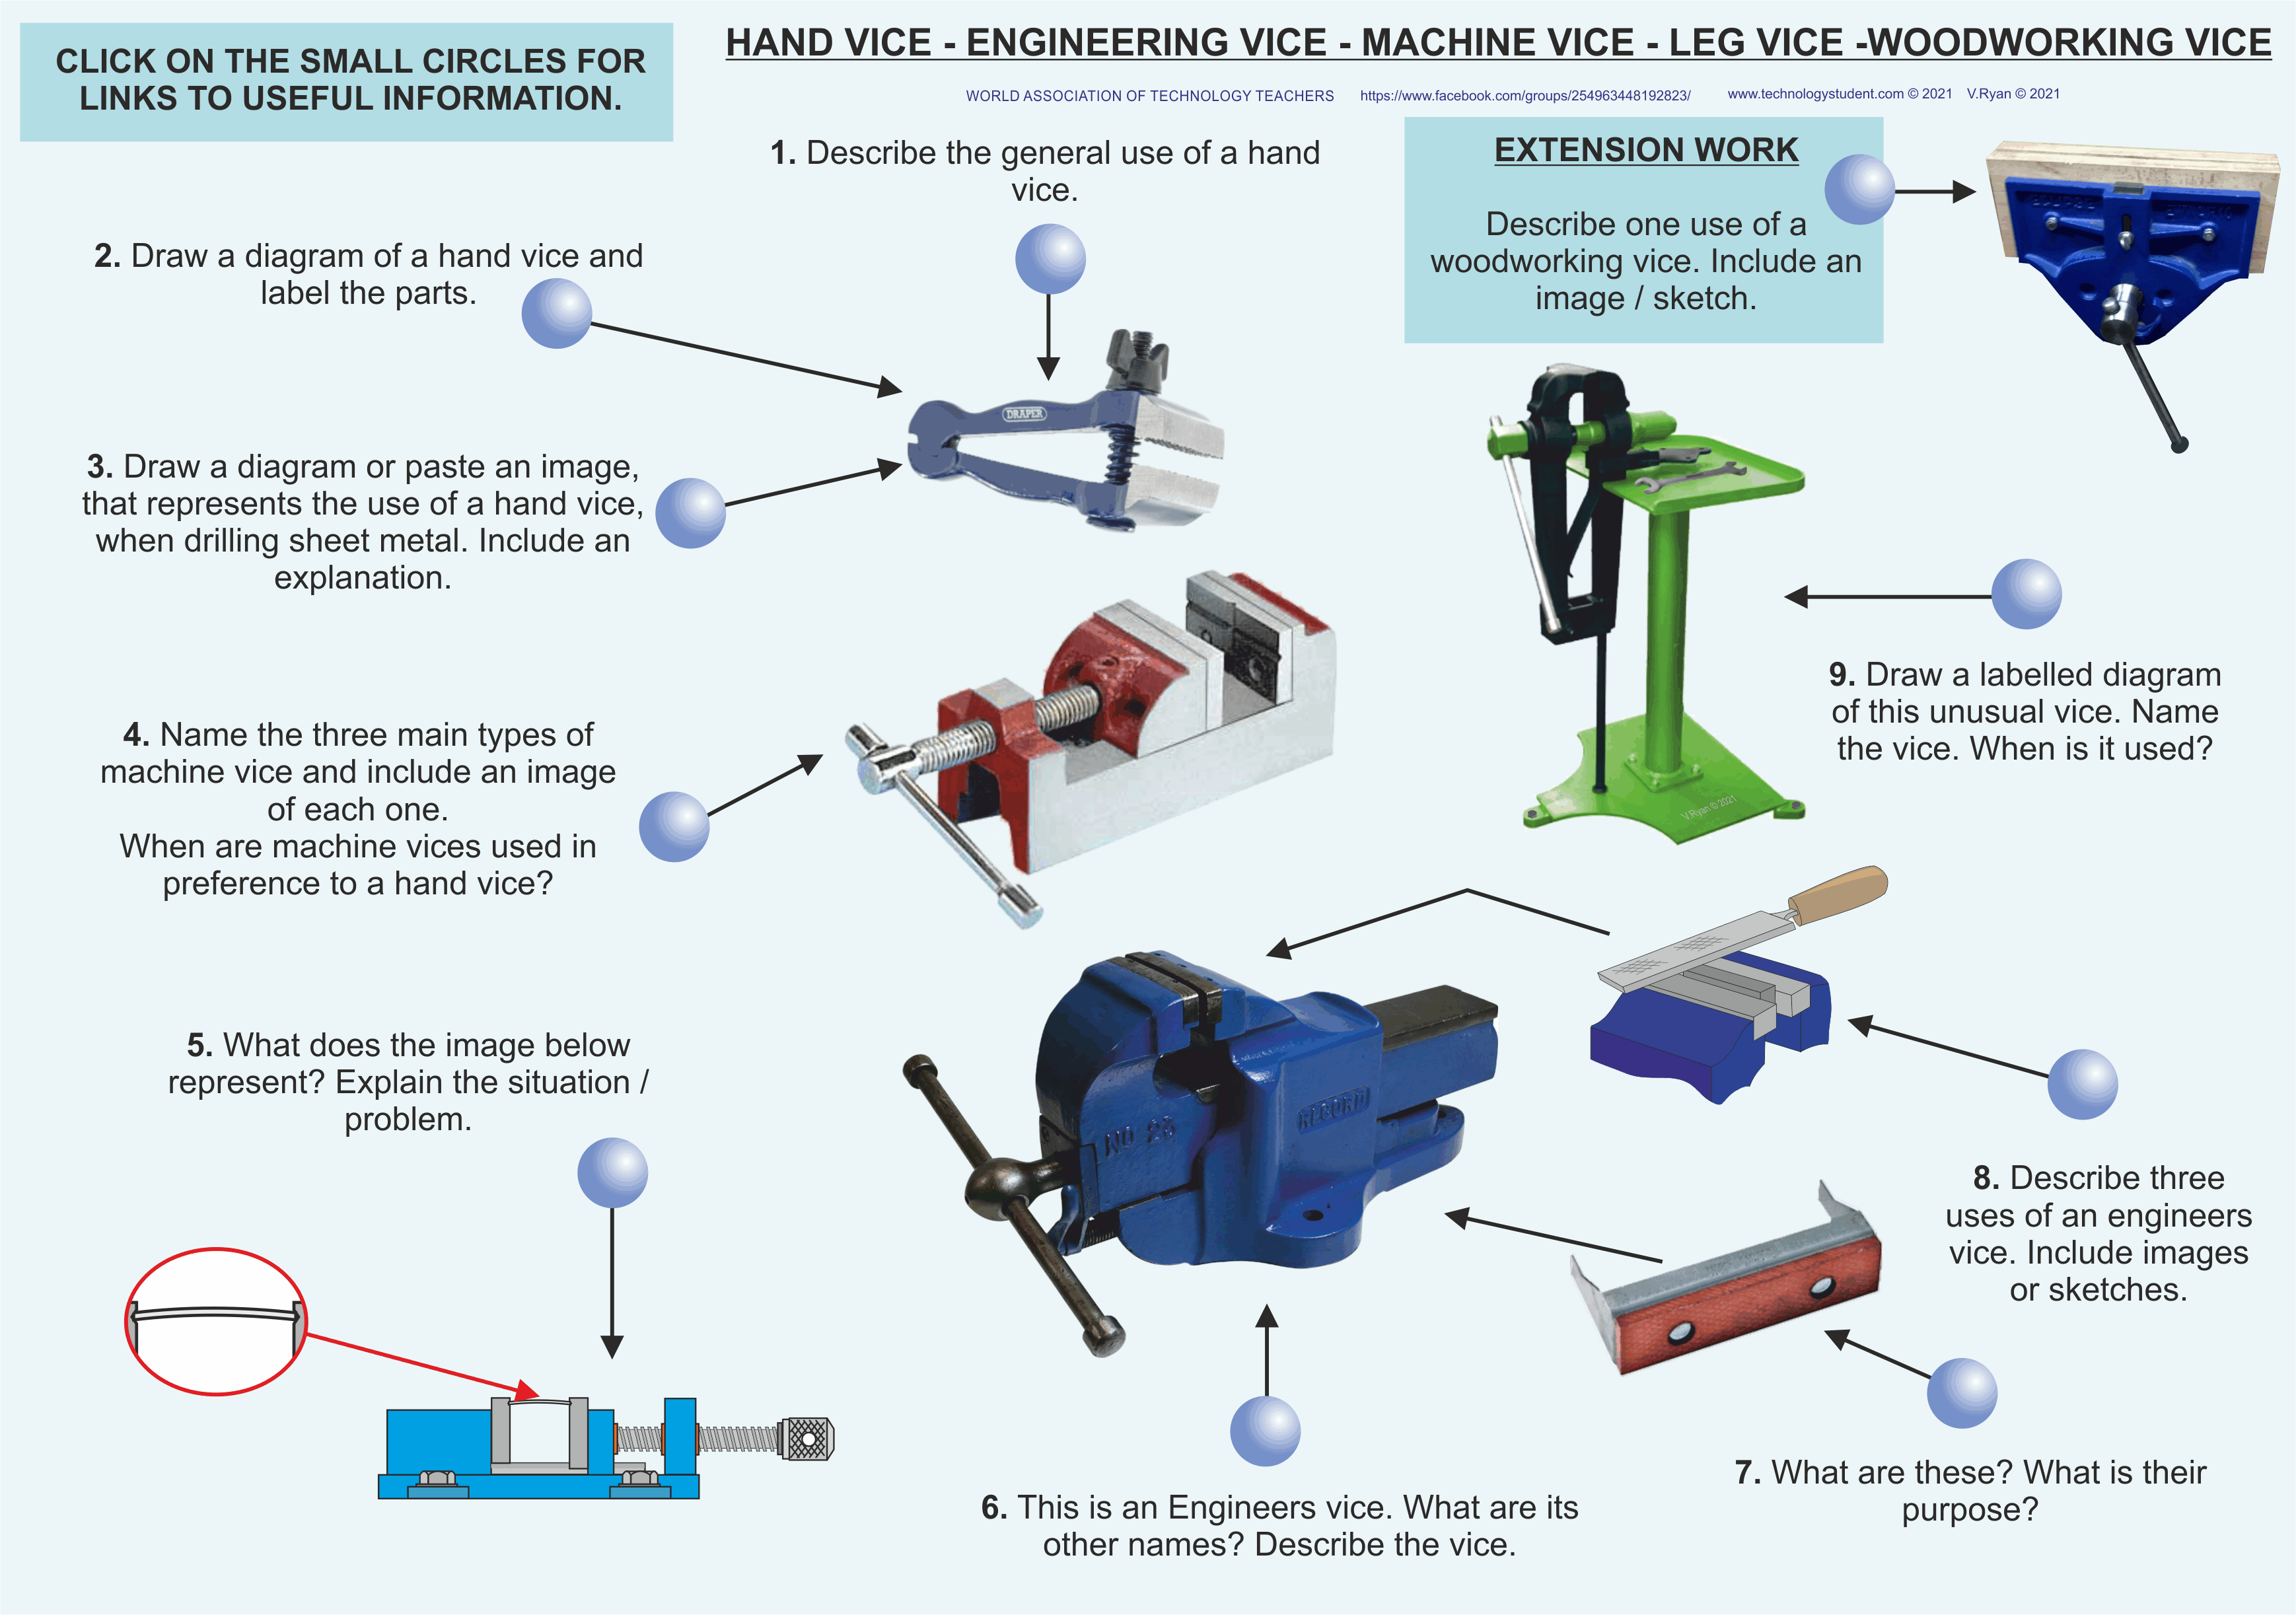 CLICK ON THE SMALL CIRCLES FOR
LINKS TO USEFUL INFORMATION.
HAND VICE - ENGINEERING VICE - MACHINE VICE - LEG VICE -WOODWORKING VICE
WORLD ASSOCIATION OF TECHNOLOGY TEACHERS https://www.facebook.com/groups/254963448192823/ www.technologystudent.com © 2021 V.Ryan © 2021
1. Describe the general use of a hand
vice.
EXTENSION WORK
Describe one use of a
woodworking vice. Include an
image / sketch.
2. Draw a diagram of a hand vice and
label the parts.
DRAPER
3. Draw a diagram or paste an image,
that represents the use of a hand vice,
when drilling sheet metal. Include an
explanation.
4. Name the three main types of
machine vice and include an image
of each one.
When are machine vices used in
preference to a hand vice?
9. Draw a labelled diagram
of this unusual vice. Name
the vice. When is it used?
V.Ryan © 2021
5. What does the image below
represent? Explain the situation /
problem.
RECORD
8. Describe three
uses of an engineers
vice. Include images
or sketches.
7. What are these? What is their
purpose?
6. This is an Engineers vice. What are its
other names? Describe the vice.